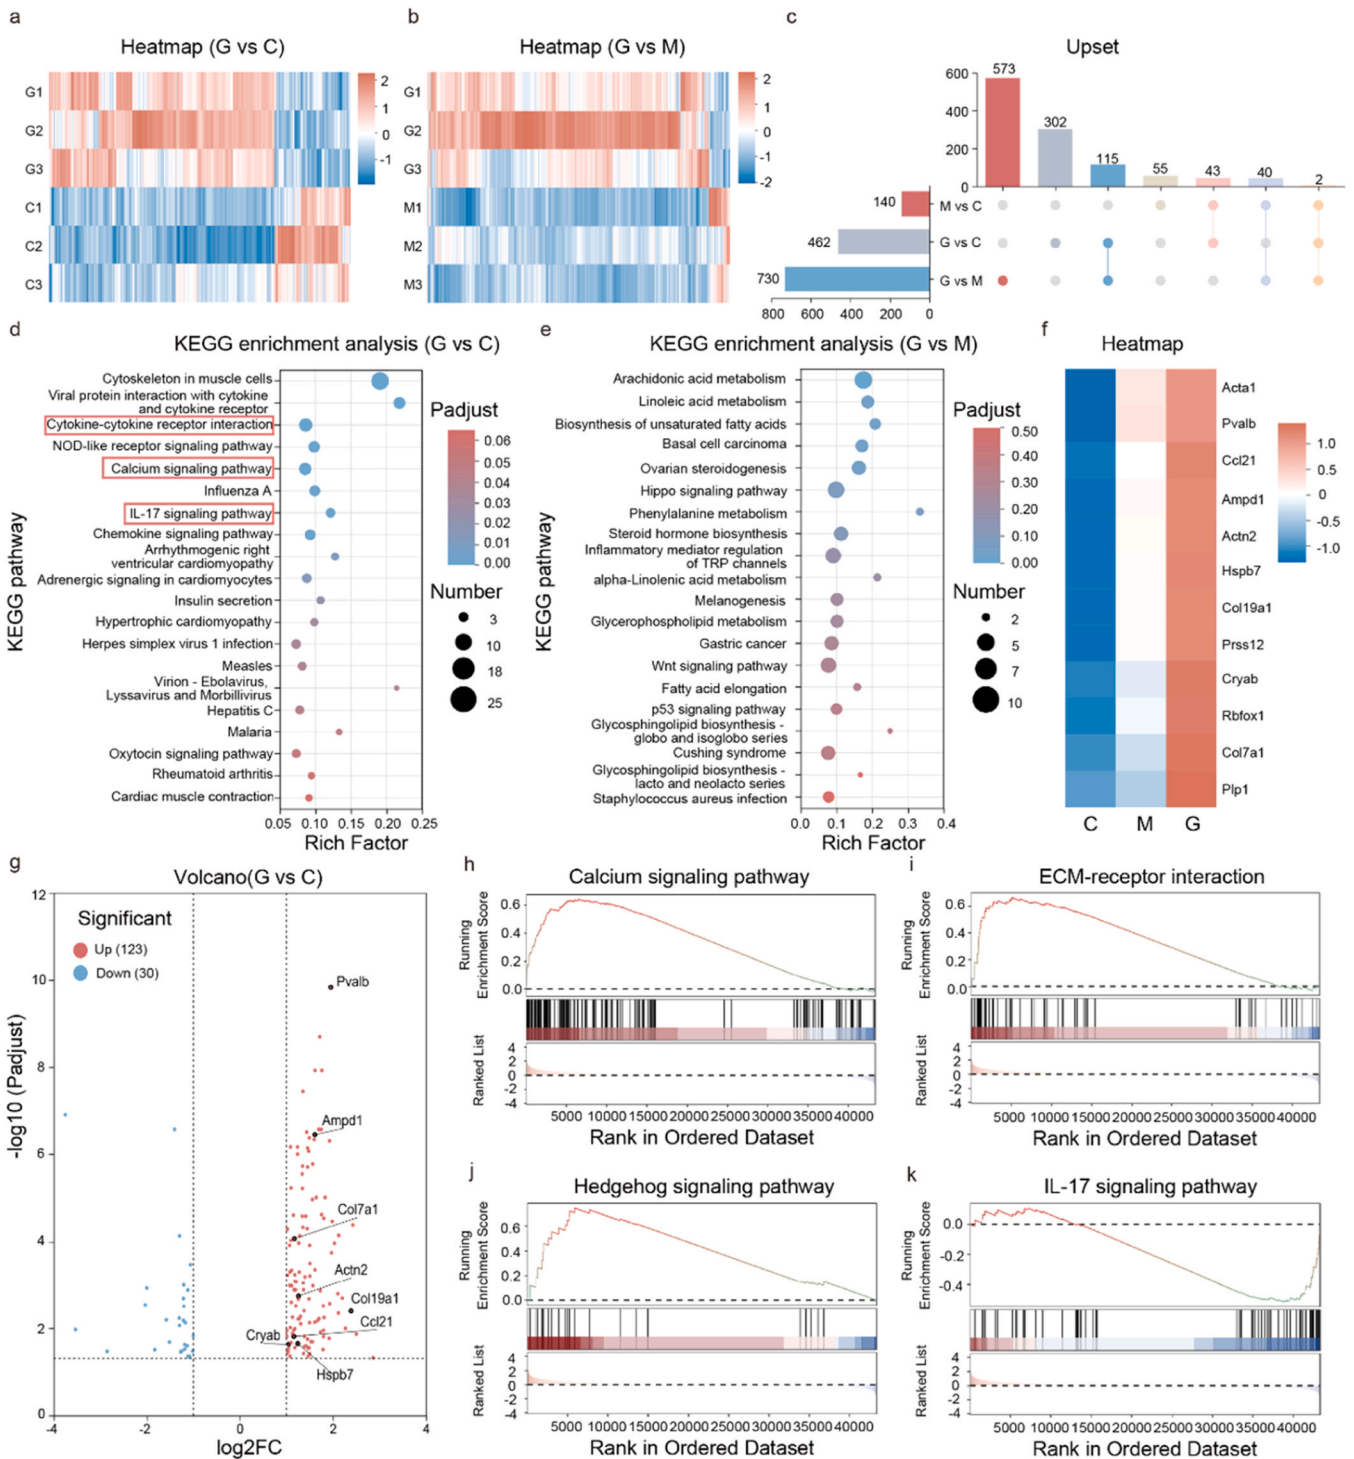 a
Heatmap (G vs C)
G1
G2
G3
C1
C2
C3
2
1
0
-1
b
Heatmap (G vs M)
G1
G2
G3
M1
M2
M3
2
1
0
-1
-2
c
Upset
600
400
200
0
573
302
115
55
43
40
2
140
462
730
M vs C
G vs C
G vs M
800
600
400
200
0
d
KEGG enrichment analysis (G vs C)
KEGG pathway
Cytoskeleton in muscle cells
Viral protein interaction with cytokine
and cytokine receptor
Cytokine-cytokine receptor interaction
NOD-like receptor signaling pathway
Calcium signaling pathway
Influenza A
IL-17 signaling pathway
Chemokine signaling pathway
Arrhythmogenic right
ventricular cardiomyopathy
Adrenergic signaling in cardiomyocytes
Insulin secretion
Hypertrophic cardiomyopathy
Herpes simplex virus 1 infection
Measles
Virion - Ebolavirus,
Lyssavirus and Morbillivirus
Hepatitis C
Malaria
Oxytocin signaling pathway
Rheumatoid arthritis
Cardiac muscle contraction
0.05 0.10 0.15 0.20 0.25
Rich Factor
Padjust
0.06
0.05
0.04
0.03
0.02
0.01
0.00
Number
3
10
18
25
e
KEGG enrichment analysis (G vs M)
KEGG pathway
Arachidonic acid metabolism
Linoleic acid metabolism
Biosynthesis of unsaturated fatty acids
Basal cell carcinoma
Ovarian steroidogenesis
Hippo signaling pathway
Phenylalanine metabolism
Steroid hormone biosynthesis
Inflammatory mediator regulation
of TRP channels
alpha-Linolenic acid metabolism
Melanogenesis
Glycerophospholipid metabolism
Gastric cancer
Wnt signaling pathway
Fatty acid elongation
p53 signaling pathway
Glycosphingolipid biosynthesis -
globo and isoglobo series
Cushing syndrome
Glycosphingolipid biosynthesis -
lacto and neolacto series
Staphylococcus aureus infection
0.0 0.1 0.2 0.3 0.4
Rich Factor
Padjust
0.50
0.40
0.30
0.20
0.10
0.00
Number
2
5
7
10
f
Heatmap
Acta1
Pvalb
Ccl21
Ampd1
Actn2
Hspb7
Col19a1
Prss12
Cryab
Rbfox1
Col7a1
Plp1
C M G
1.0
0.5
0
-0.5
-1.0
g
Volcano(G vs C)
Significant
Up (123)
Down (30)
-log10 (Padjust)
12
10
8
6
4
2
0
Pvalb
Ampd1
Col7a1
Actn2
Col19a1
Ccl21
Cryab
Hspb7
-4 -2 0 2 4
log2FC
h
Calcium signaling pathway
Running
Enrichment Score
0.6
0.4
0.2
0.0
Ranked List
4
2
0
-2
-4
5000 10000 15000 20000 25000 30000 35000 40000
Rank in Ordered Dataset
i
ECM-receptor interaction
Running
Enrichment Score
0.6
0.4
0.2
0.0
Ranked List
4
2
0
-2
-4
5000 10000 15000 20000 25000 30000 35000 40000
Rank in Ordered Dataset
j
Hedgehog signaling pathway
Running
Enrichment Score
0.6
0.4
0.2
0.0
Ranked List
4
2
0
-2
-4
5000 10000 15000 20000 25000 30000 35000 40000
Rank in Ordered Dataset
k
IL-17 signaling pathway
Running
Enrichment Score
0.0
-0.2
-0.4
Ranked List
4
2
0
-2
-4
5000 10000 15000 20000 25000 30000 35000 40000
Rank in Ordered Dataset